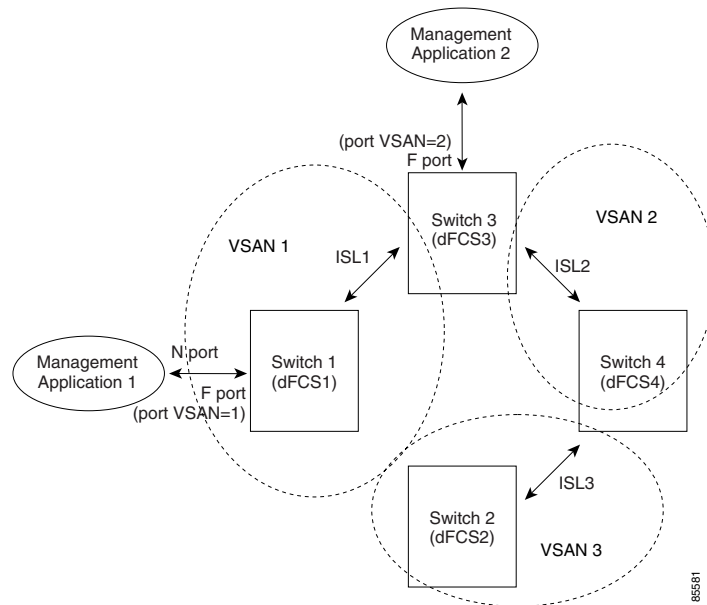 Management
Application 2
(port VSAN=2)
F port
Switch 3
(dFCS3)
VSAN 2
VSAN 1
ISL1
ISL2
Management
Application 1
N port
F port
(port VSAN=1)
Switch 1
(dFCS1)
Switch 4
(dFCS4)
ISL3
Switch 2
(dFCS2)
VSAN 3
85581